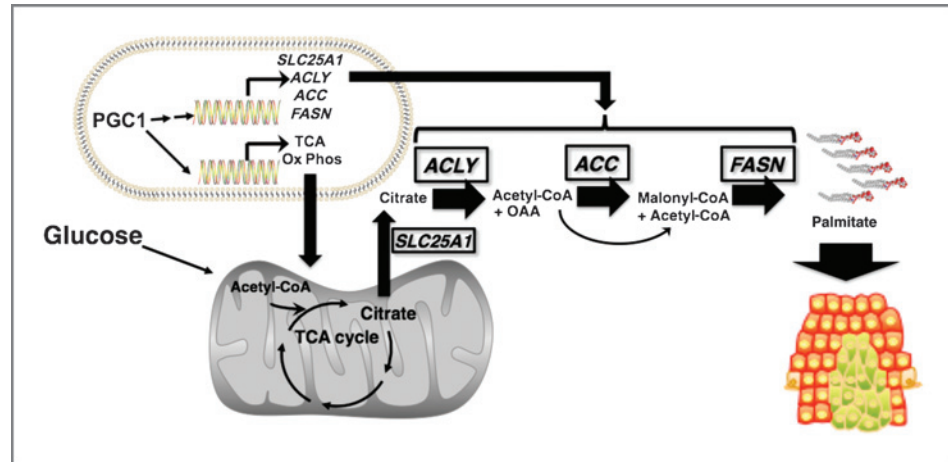 SLC25A1
ACLY
ACC
FASN
PGC1
TCA
Ox Phos
ACLY
ACC
FASN
Citrate
Acetyl-CoA
+ OAA
Malonyl-CoA
+ Acetyl-CoA
Palmitate
SLC25A1
Glucose
Acetyl-CoA
Citrate
TCA cycle